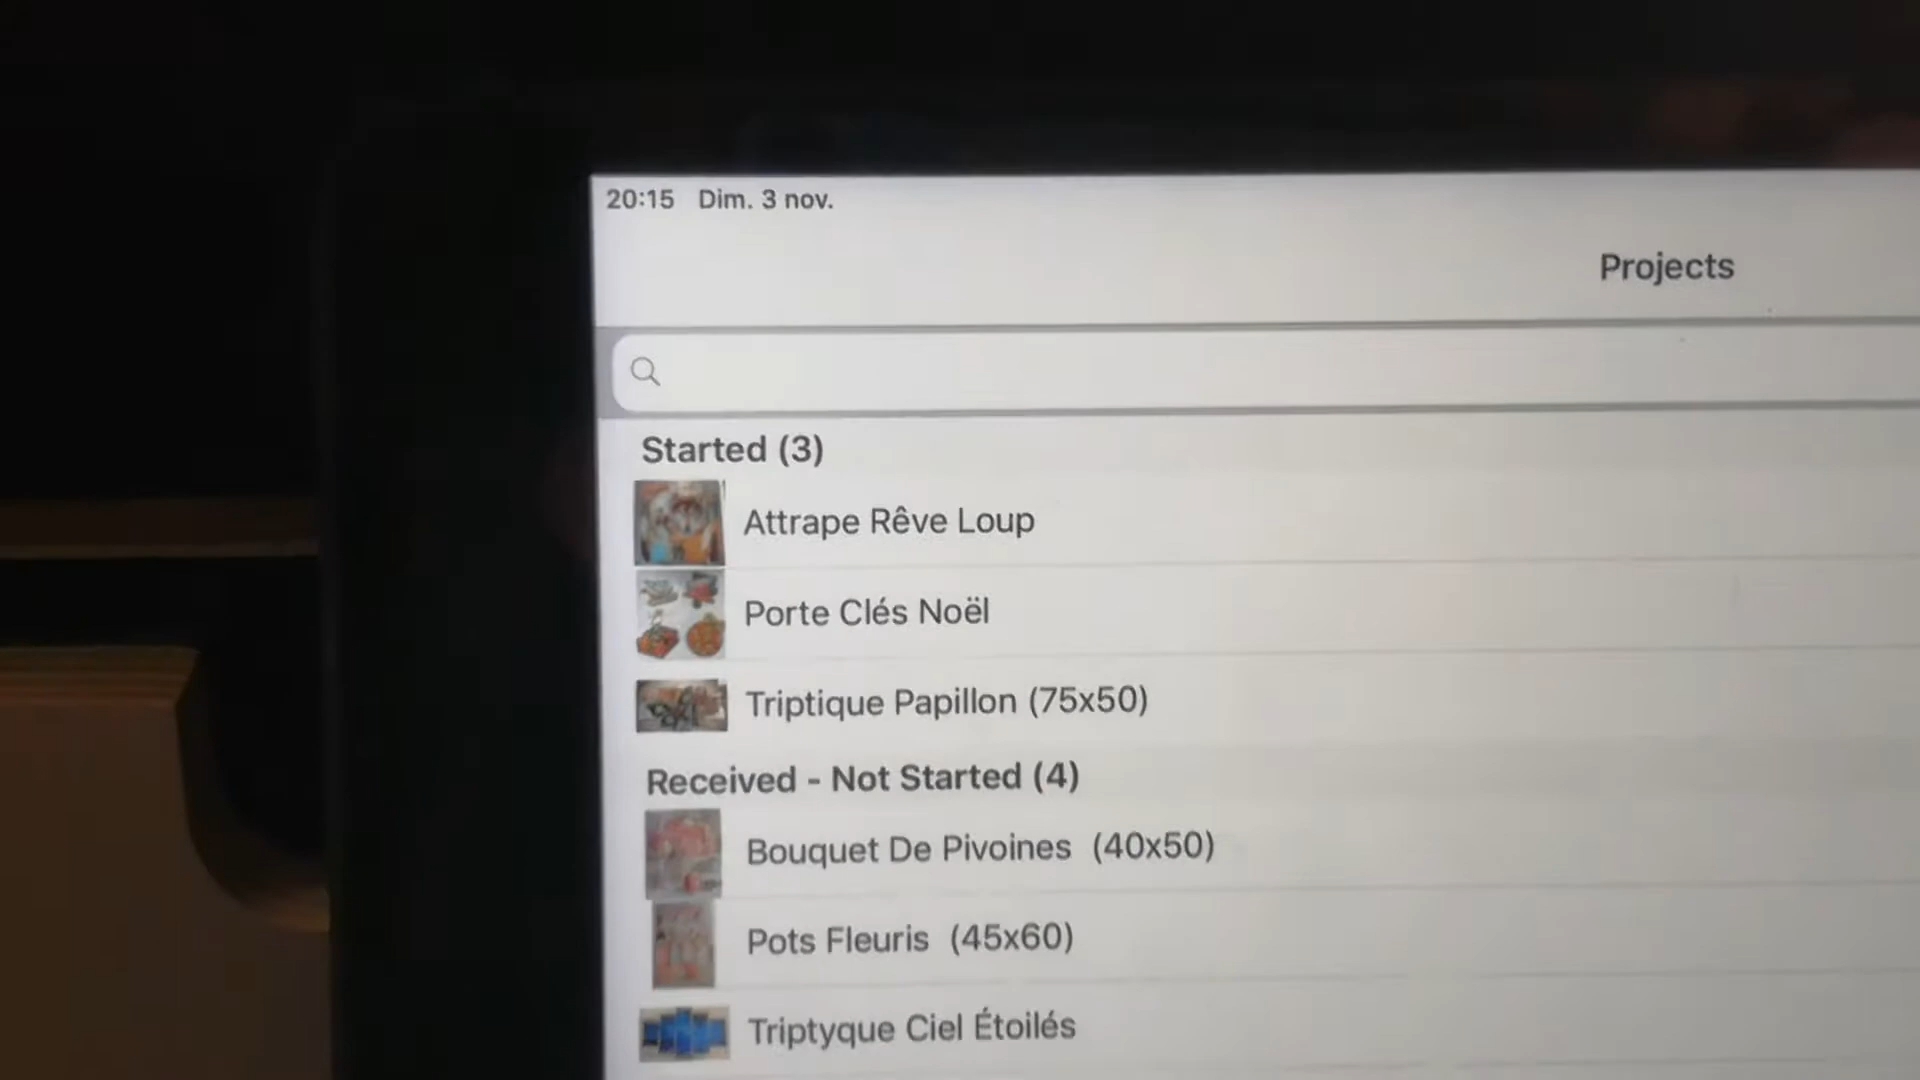 20:15 Dim. 3 nov.
Projects
Started (3)
Attrape Rêve Loup
Porte Clés Noël
Triptique Papillon (75x50)
Received - Not Started (4)
Bouquet De Pivoines (40x50)
Pots Fleuris (45x60)
Triptyque Ciel Étoilés